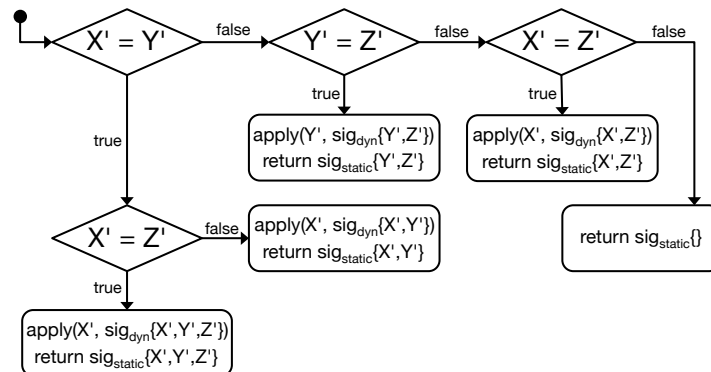 X' = Y'
false
Y' = Z'
false
X' = Z'
false
true
true
true
apply(Y', sig_dyn{Y',Z'})
return sig_static{Y',Z'}
apply(X', sig_dyn{X',Z'})
return sig_static{X',Z'}
X' = Z'
false
apply(X', sig_dyn{X',Y'})
return sig_static{X',Y'}
return sig_static{}
true
apply(X', sig_dyn{X',Y',Z'})
return sig_static{X',Y',Z'}